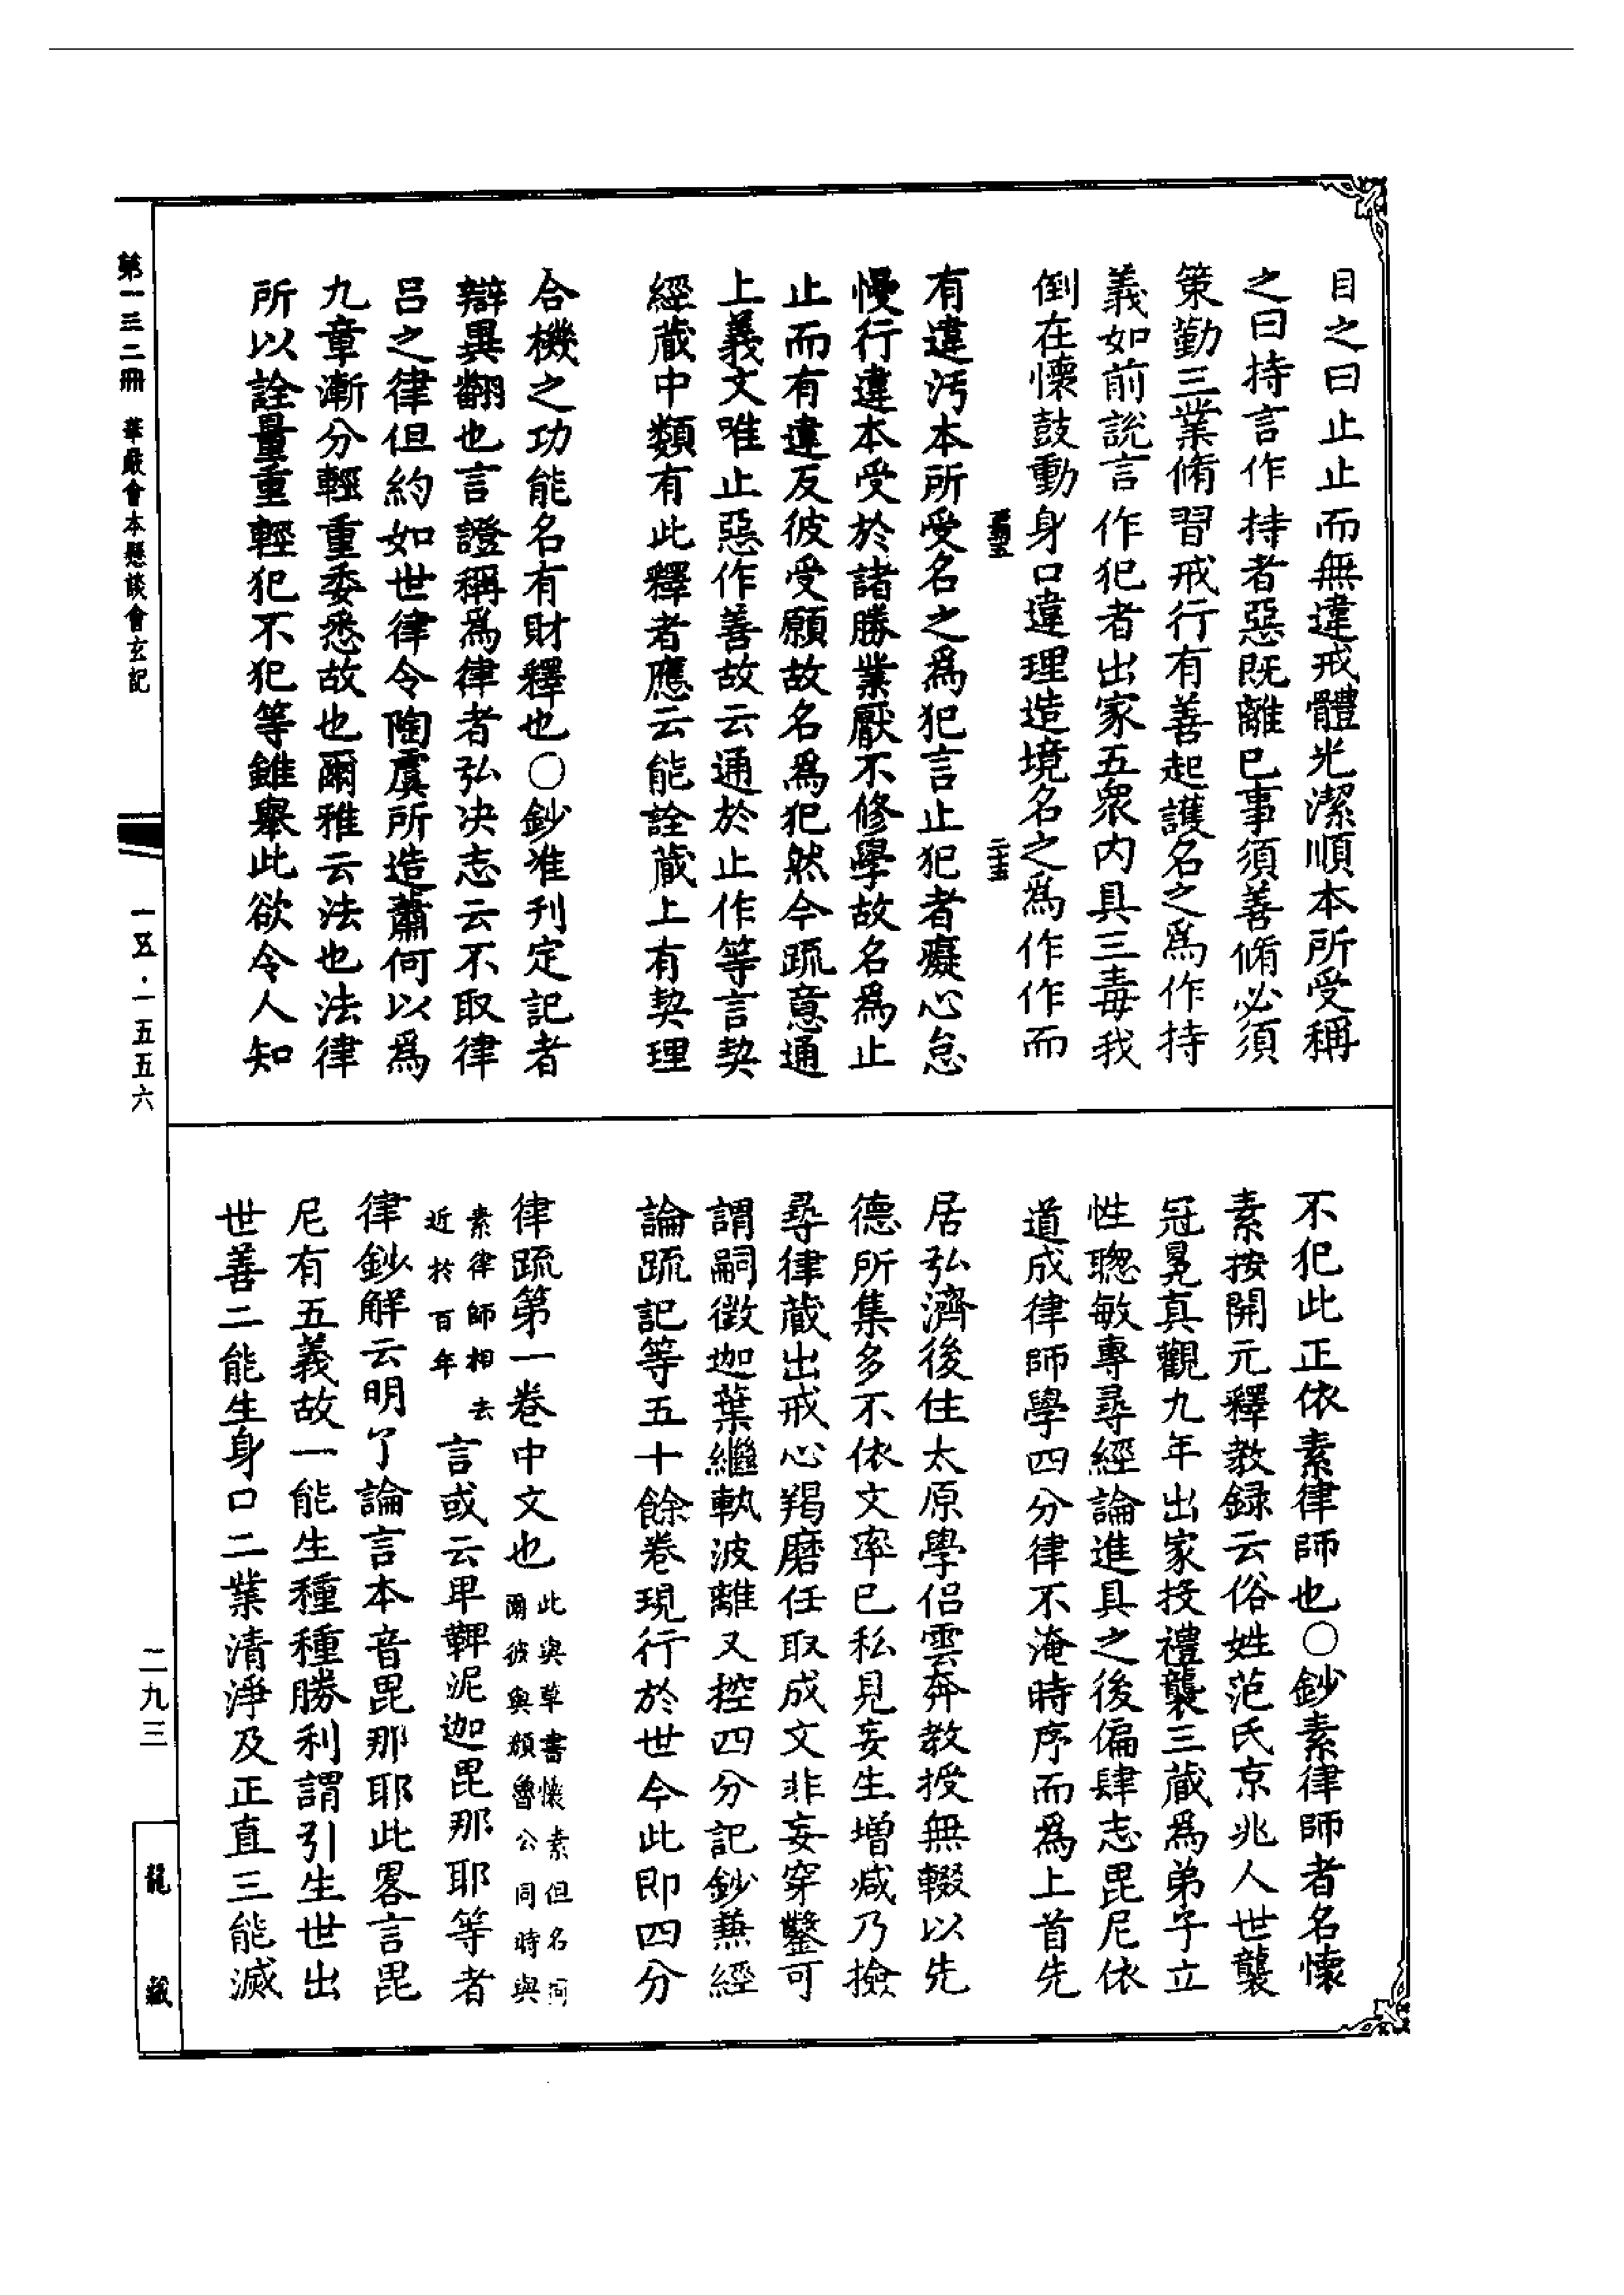 目之曰止止而無違戒體光潔順本所受稱
之曰持言作持者惡既離已事須善脩必須
策勤三業脩習戒行有善起護名之爲作持
義如前說言作犯者出家五眾內具三毒我
倒在懷鼓動身口違理造境名之爲作作而
有違汚本所受名之爲犯言止犯者癡心怠
慢行違本受於諸勝業厭不修學故名爲止
止而有違反彼受願故名爲犯然今疏意通
上義文唯止惡作善故云通於止作等言契
經藏中類有此釋者應云能詮藏上有契理
合機之功能名有財釋也〇鈔准刋定記者
辯異翻也言證稱爲律者弘决志云不取律
呂之律但約如世律令陶虞所造蕭何以爲
九章漸分輕重委悉故也爾雅云法也法律
所以詮量重輕犯不犯等雖舉此欲令人知
不犯此正依素律師也〇鈔素律師者名懷
素按開元釋教録云俗姓范氏京兆人世襲
冠冕真觀九年出家投禮奘三藏爲弟子立
性聰敏專尋經論進具之後偏肆志毘尼依
道成律師學四分律不淹時序而爲上首先
居弘濟後住太原學侶雲奔教授無輟以先
德所集多不依文率已私見妄生增减乃撿
尋律藏出戒心羯磨任取成文非妄穿鑿可
謂嗣徴迦葉繼執波離又控四分記鈔兼經
論疏記等五十餘卷現行於世今此即四分
律疏第一卷中文也此與草書懷素但名同爾彼與顔魯公同時與
素律師相去近於百年言或云卑鞞泥迦毘那耶等者
律鈔解云明了論言本音毘那耶此畧言毘
尼有五義故一能生種種勝利謂引生世出
世善二能生身口二業清淨及正直三能滅
第一三二冊 華嚴會本懸談會玄記
一五五·一五五六
二九三
龍藏